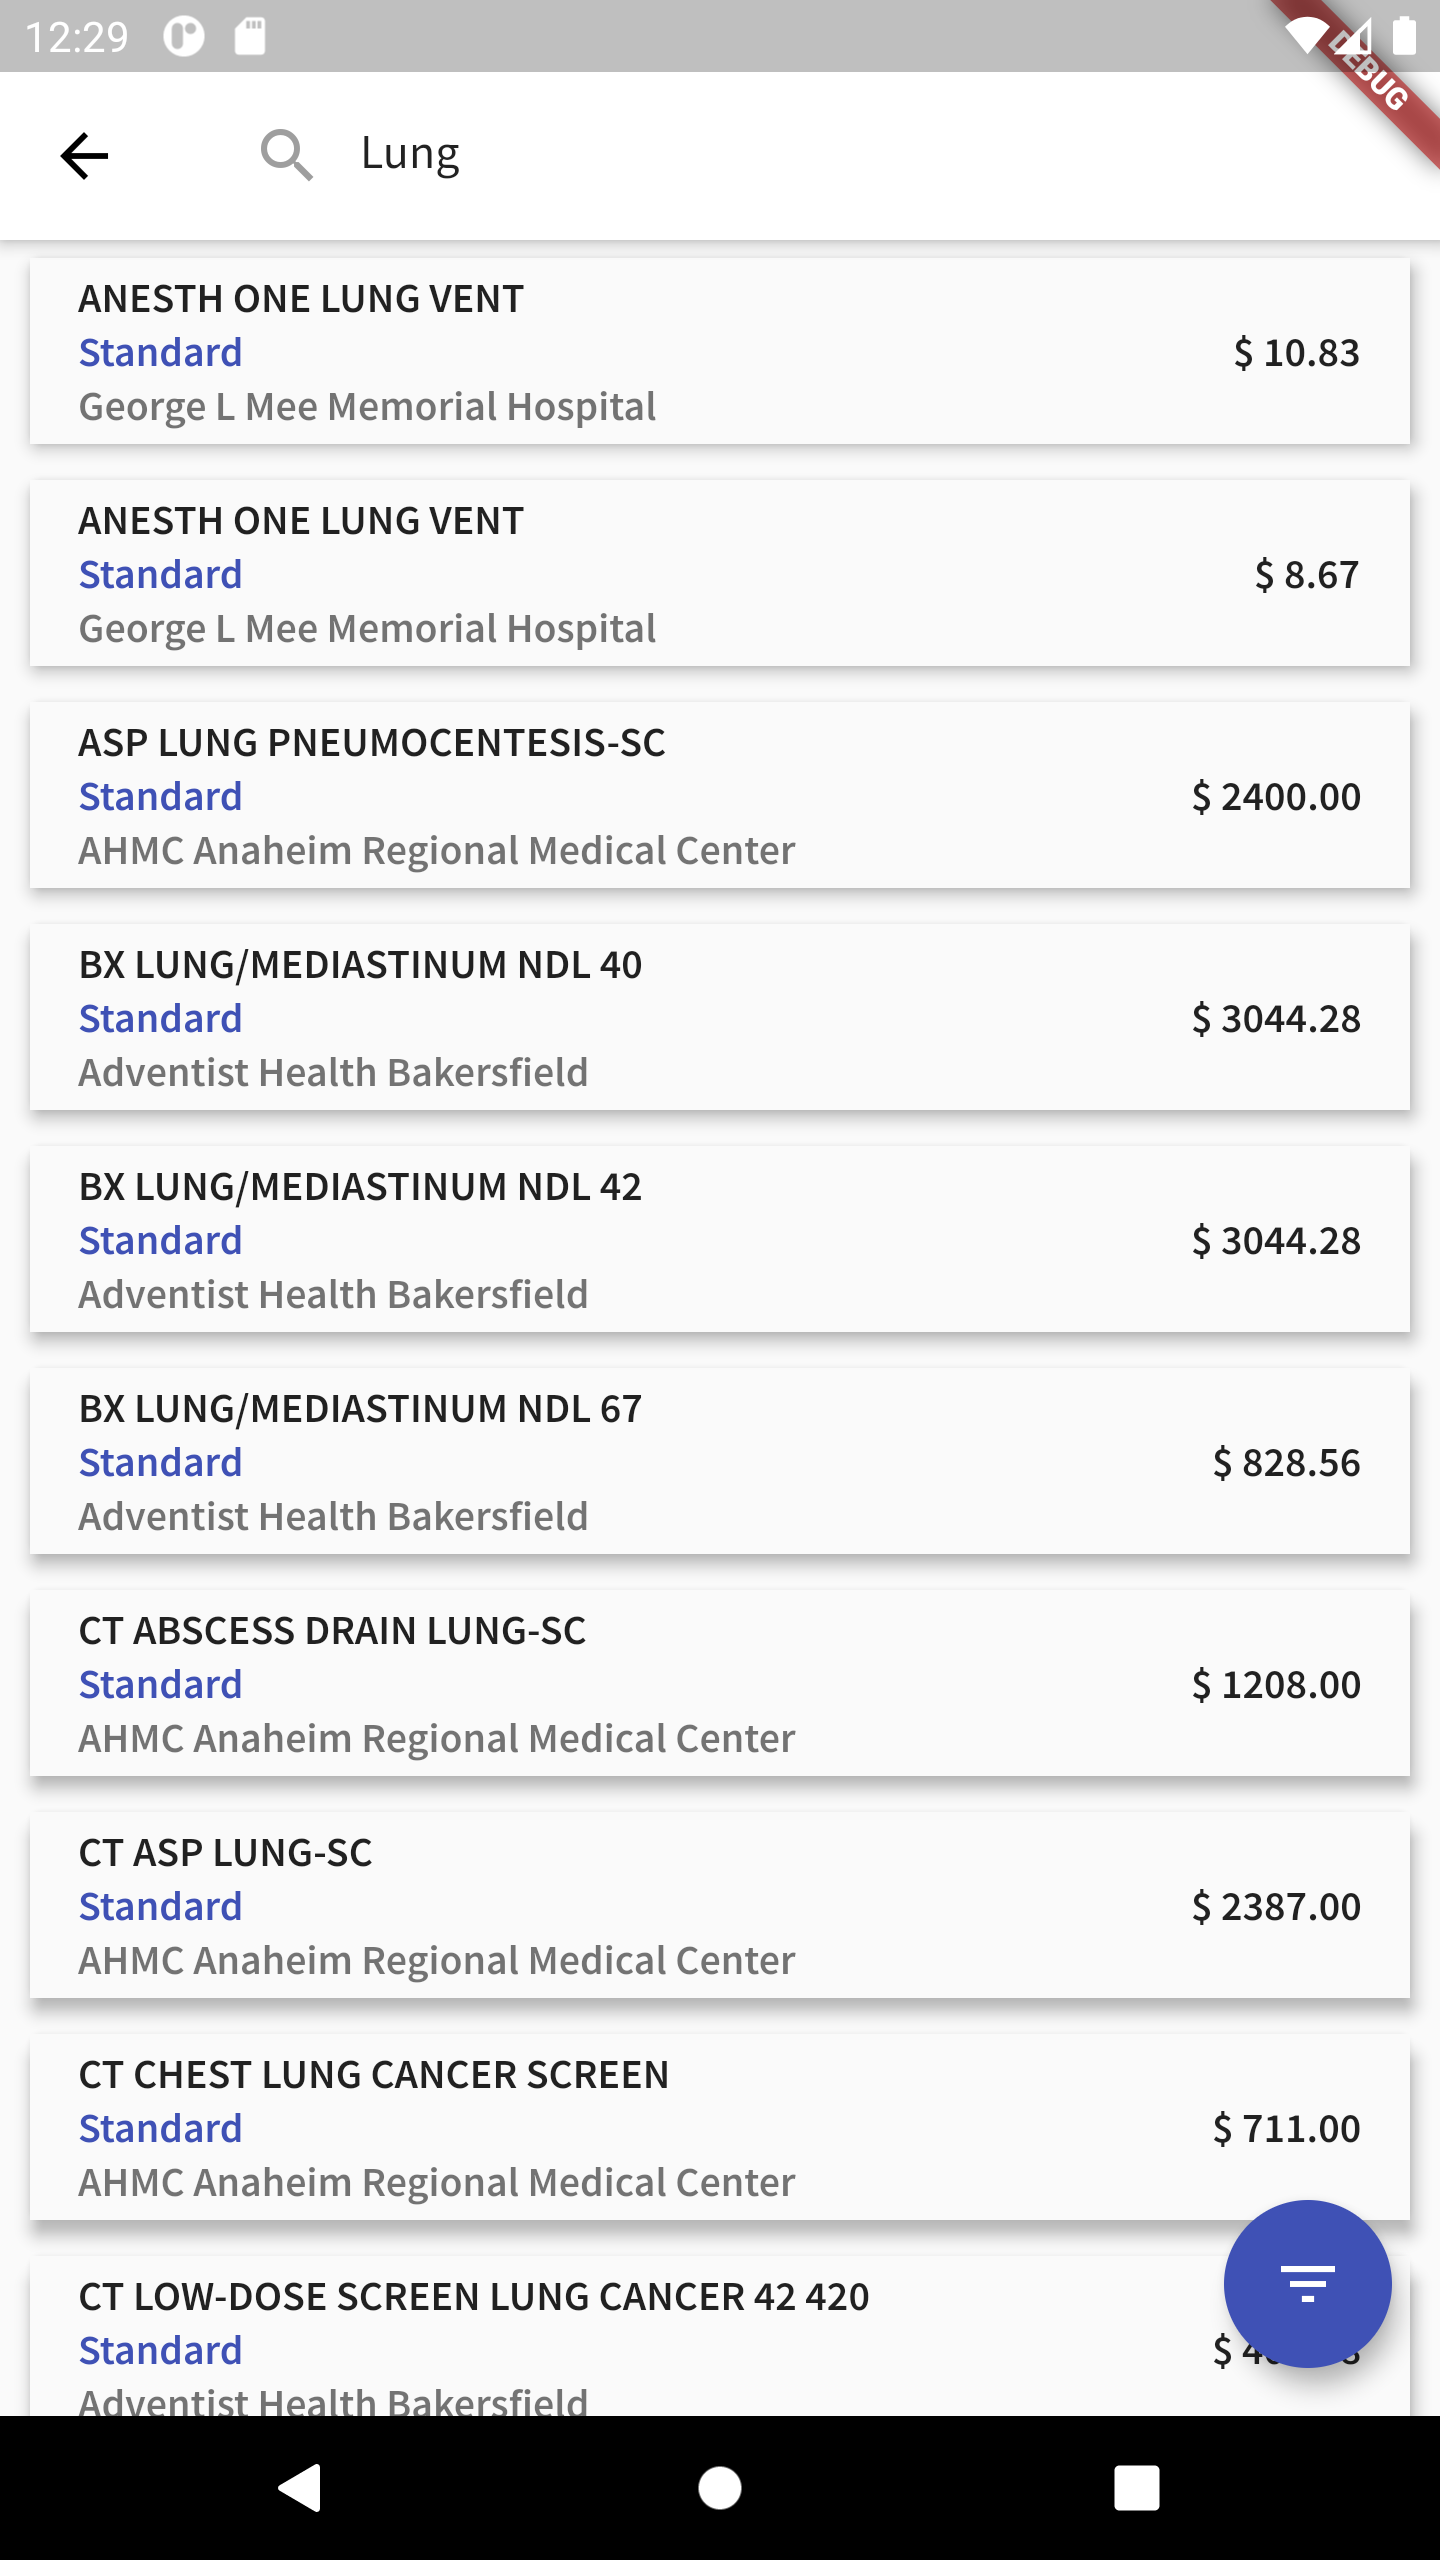 12:29
DEBUG
Lung
ANESTH ONE LUNG VENT
Standard
$ 10.83
George L Mee Memorial Hospital
ANESTH ONE LUNG VENT
Standard
$ 8.67
George L Mee Memorial Hospital
ASP LUNG PNEUMOCENTESIS-SC
Standard
$ 2400.00
AHMC Anaheim Regional Medical Center
BX LUNG/MEDIASTINUM NDL 40
Standard
$ 3044.28
Adventist Health Bakersfield
BX LUNG/MEDIASTINUM NDL 42
Standard
$ 3044.28
Adventist Health Bakersfield
BX LUNG/MEDIASTINUM NDL 67
Standard
$ 828.56
Adventist Health Bakersfield
CT ABSCESS DRAIN LUNG-SC
Standard
$ 1208.00
AHMC Anaheim Regional Medical Center
CT ASP LUNG-SC
Standard
$ 2387.00
AHMC Anaheim Regional Medical Center
CT CHEST LUNG CANCER SCREEN
Standard
$ 711.00
AHMC Anaheim Regional Medical Center
CT LOW-DOSE SCREEN LUNG CANCER 42 420
Standard
$
Adventist Health Bakersfield